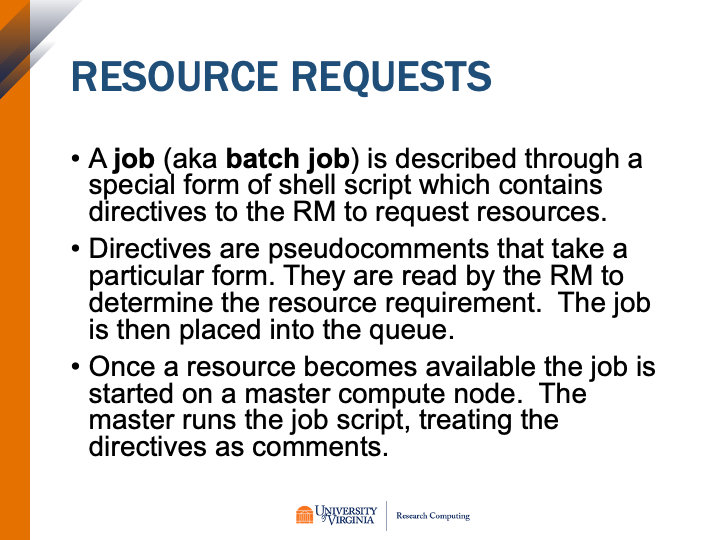 RESOURCE REQUESTS
• A job (aka batch job) is described through a
special form of shell script which contains
directives to the RM to request resources.
• Directives are pseudocomments that take a
particular form. They are read by the RM to
determine the resource requirement.  The job
is then placed into the queue.
• Once a resource becomes available the job is
started on a master compute node.  The
master runs the job script, treating the
directives as comments.
UNIVERSITY
of VIRGINIA
Research Computing